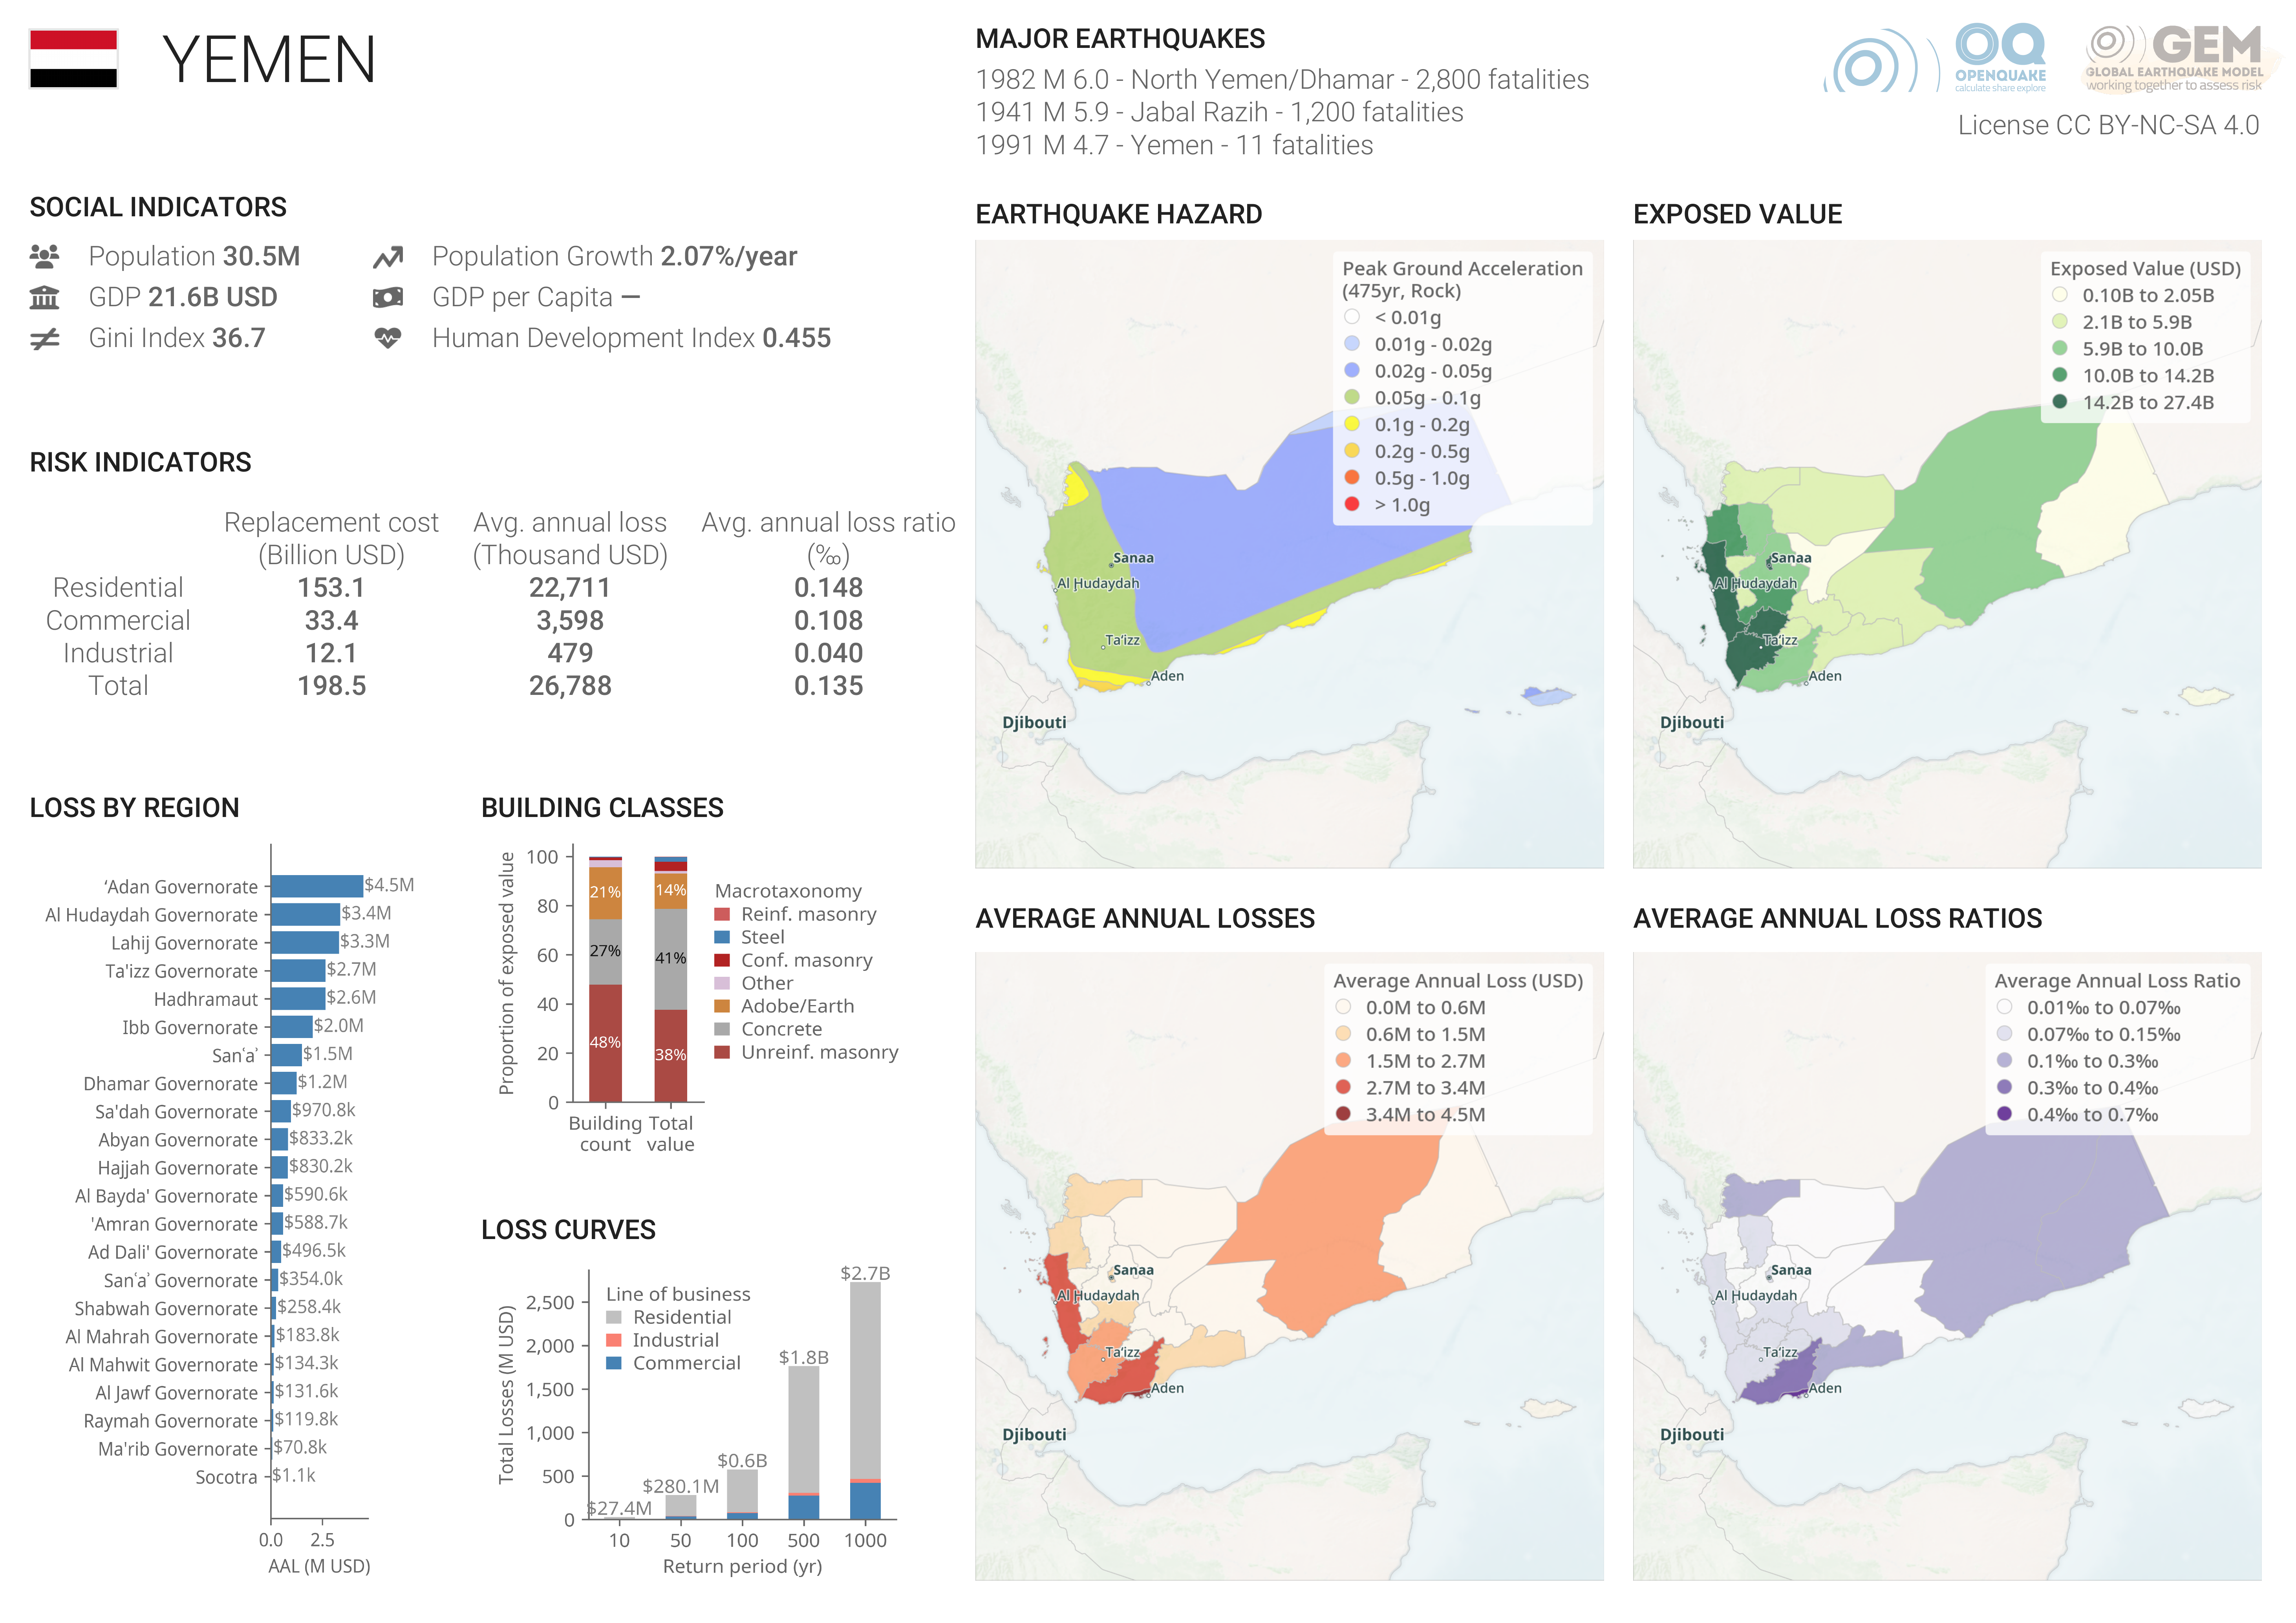 YEMEN
MAJOR EARTHQUAKES
1982 M 6.0 - North Yemen/Dhamar - 2,800 fatalities
1941 M 5.9 - Jabal Razih - 1,200 fatalities
1991 M 4.7 - Yemen - 11 fatalities
OQ
OPENQUAKE
calculate share explore
GEM
GLOBAL EARTHQUAKE MODEL
working together to assess risk
License CC BY-NC-SA 4.0
SOCIAL INDICATORS
Population 30.5M
Population Growth 2.07%/year
GDP 21.6B USD
GDP per Capita —
Gini Index 36.7
Human Development Index 0.455
RISK INDICATORS
Replacement cost Avg. annual loss Avg. annual loss ratio
(Billion USD) (Thousand USD) (‰)
Residential 153.1 22,711 0.148
Commercial 33.4 3,598 0.108
Industrial 12.1 479 0.040
Total 198.5 26,788 0.135
LOSS BY REGION
‘Adan Governorate $4.5M
Al Hudaydah Governorate $3.4M
Lahij Governorate $3.3M
Ta'izz Governorate $2.7M
Hadhramaut $2.6M
Ibb Governorate $2.0M
Sanʿaʾ $1.5M
Dhamar Governorate $1.2M
Sa'dah Governorate $970.8k
Abyan Governorate $833.2k
Hajjah Governorate $830.2k
Al Bayda' Governorate $590.6k
'Amran Governorate $588.7k
Ad Dali' Governorate $496.5k
Sanʿaʾ Governorate $354.0k
Shabwah Governorate $258.4k
Al Mahrah Governorate $183.8k
Al Mahwit Governorate $134.3k
Al Jawf Governorate $131.6k
Raymah Governorate $119.8k
Ma'rib Governorate $70.8k
Socotra $1.1k
0.0 2.5
AAL (M USD)
BUILDING CLASSES
Proportion of exposed value
100
80
60
40
20
0
21%
27%
48%
14%
41%
38%
Building count
Total value
Macrotaxonomy
Reinf. masonry
Steel
Conf. masonry
Other
Adobe/Earth
Concrete
Unreinf. masonry
LOSS CURVES
Total Losses (M USD)
2,500
2,000
1,500
1,000
500
0
Line of business
Residential
Industrial
Commercial
$27.4M
$280.1M
$0.6B
$1.8B
$2.7B
10 50 100 500 1000
Return period (yr)
EARTHQUAKE HAZARD
Peak Ground Acceleration
(475yr, Rock)
< 0.01g
0.01g - 0.02g
0.02g - 0.05g
0.05g - 0.1g
0.1g - 0.2g
0.2g - 0.5g
0.5g - 1.0g
> 1.0g
Sanaa
Al Hudaydah
Ta'izz
Aden
Djibouti
EXPOSED VALUE
Exposed Value (USD)
0.10B to 2.05B
2.1B to 5.9B
5.9B to 10.0B
10.0B to 14.2B
14.2B to 27.4B
Sanaa
Al Hudaydah
Ta'izz
Aden
Djibouti
AVERAGE ANNUAL LOSSES
Average Annual Loss (USD)
0.0M to 0.6M
0.6M to 1.5M
1.5M to 2.7M
2.7M to 3.4M
3.4M to 4.5M
Sanaa
Al Hudaydah
Ta'izz
Aden
Djibouti
AVERAGE ANNUAL LOSS RATIOS
Average Annual Loss Ratio
0.01‰ to 0.07‰
0.07‰ to 0.15‰
0.1‰ to 0.3‰
0.3‰ to 0.4‰
0.4‰ to 0.7‰
Sanaa
Al Hudaydah
Ta'izz
Aden
Djibouti